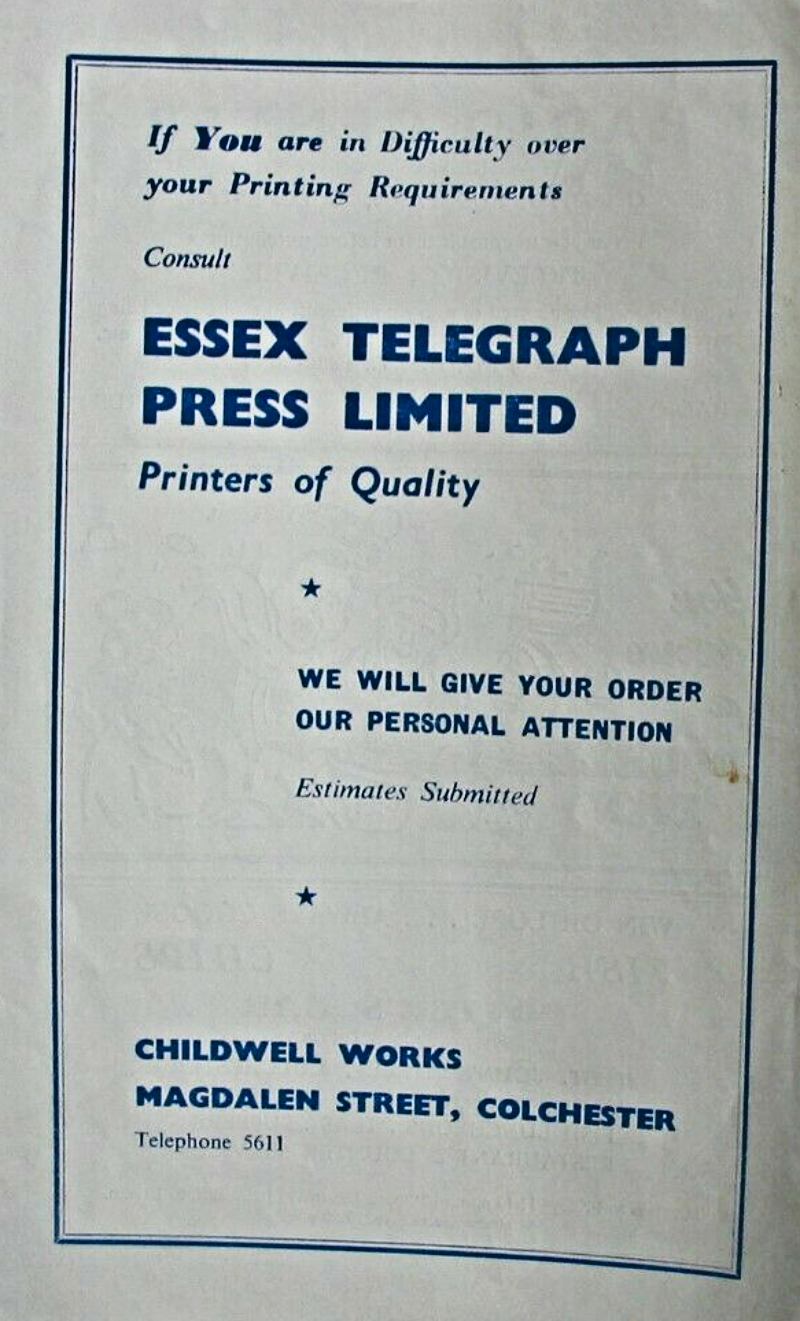 If You are in Difficulty over
your Printing Requirements
Consult
ESSEX TELEGRAPH
PRESS LIMITED
Printers of Quality
★
WE WILL GIVE YOUR ORDER
OUR PERSONAL ATTENTION
Estimates Submitted
★
CHILDWELL WORKS
MAGDALEN STREET, COLCHESTER
Telephone 5611